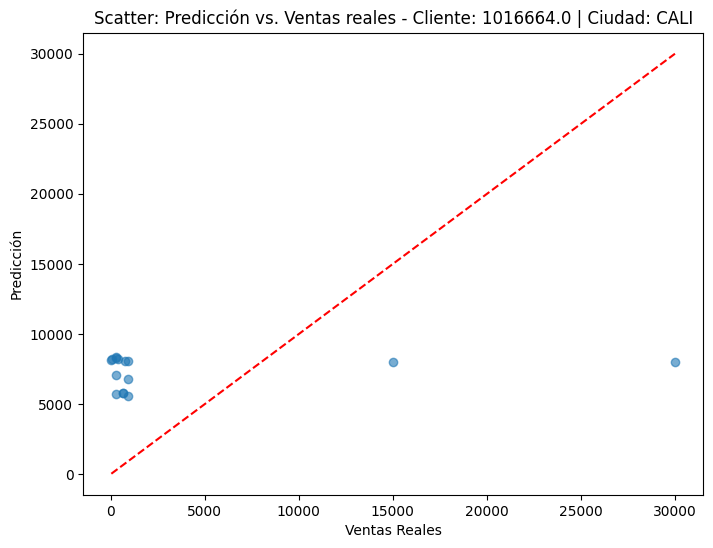 Scatter: Predicción vs. Ventas reales - Cliente: 1016664.0 | Ciudad: CALI
30000
25000
20000
15000
10000
5000
0
Predicción
0 5000 10000 15000 20000 25000 30000
Ventas Reales